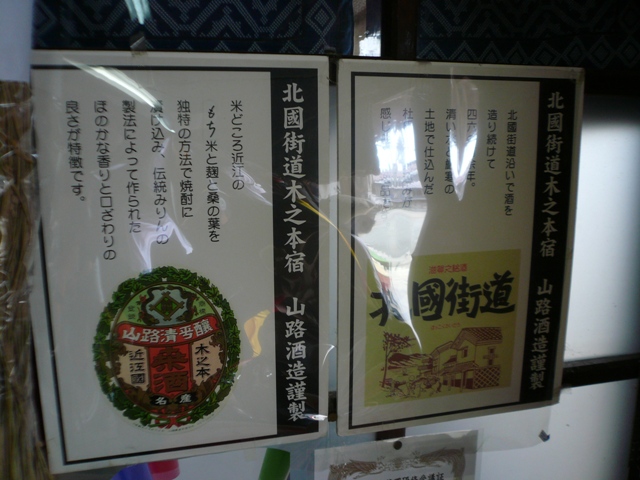 北國街道木之本宿　山路酒造謹製
米どころ近江の
もち米と麹と桑の葉を
独特の方法で焼酎に
込み、伝統みりんの
製法によって作られた
ほのかな香りと口ざわりの
良さが特徴です。
山路清平醸
木之本
桑酒
近江國
名産
北國街道木之本宿　山路酒造謹製
北國街道沿いで酒を
造り続けて
四
土地で仕込んだ
感じ
北國街道